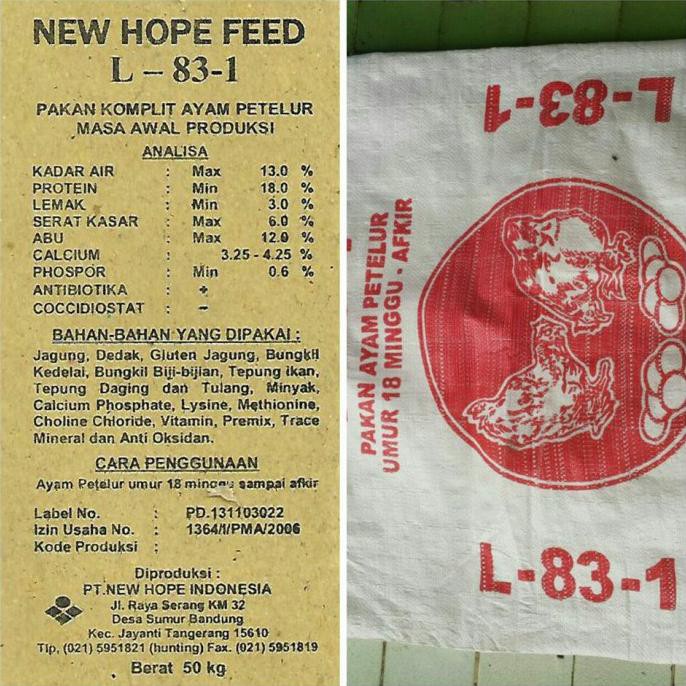 NEW HOPE FEED
L - 83-1
PAKAN KOMPLIT AYAM PETELUR
MASA AWAL PRODUKSI
ANALISA
KADAR AIR : Max 13.0 %
PROTEIN : Min 18.0 %
LEMAK : Min 3.0 %
SERAT KASAR : Max 6.0 %
ABU : Max 12.0 %
CALCIUM : 3.25 - 4.25 %
PHOSPOR : Min 0.6 %
ANTIBIOTIKA : +
COCCIDIOSTAT : –
BAHAN-BAHAN YANG DIPAKAI :
Jagung, Dedak, Gluten Jagung, Bungkil
Kedelai, Bungkil Biji-bijian, Tepung ikan,
Tepung Daging dan Tulang, Minyak,
Calcium Phosphate, Lysine, Methionine,
Choline Chloride, Vitamin, Premix, Trace
Mineral dan Anti Oksidan.
CARA PENGGUNAAN
Ayam Petelur umur 18 minggu sampai afkir
Label No. : PD.131103022
Izin Usaha No. : 1364/I/PMA/2006
Kode Produksi :
Diproduksi :
PT.NEW HOPE INDONESIA
Jl. Raya Serang KM 32
Desa Sumur Bandung
Kec. Jayanti Tangerang 15610
Tlp, (021) 5951821 (hunting) Fax. (021) 5951819
Berat 50 kg
L-83-1
PAKAN AYAM PETELUR
UMUR 18 MINGGU - AFKIR
L-83-1